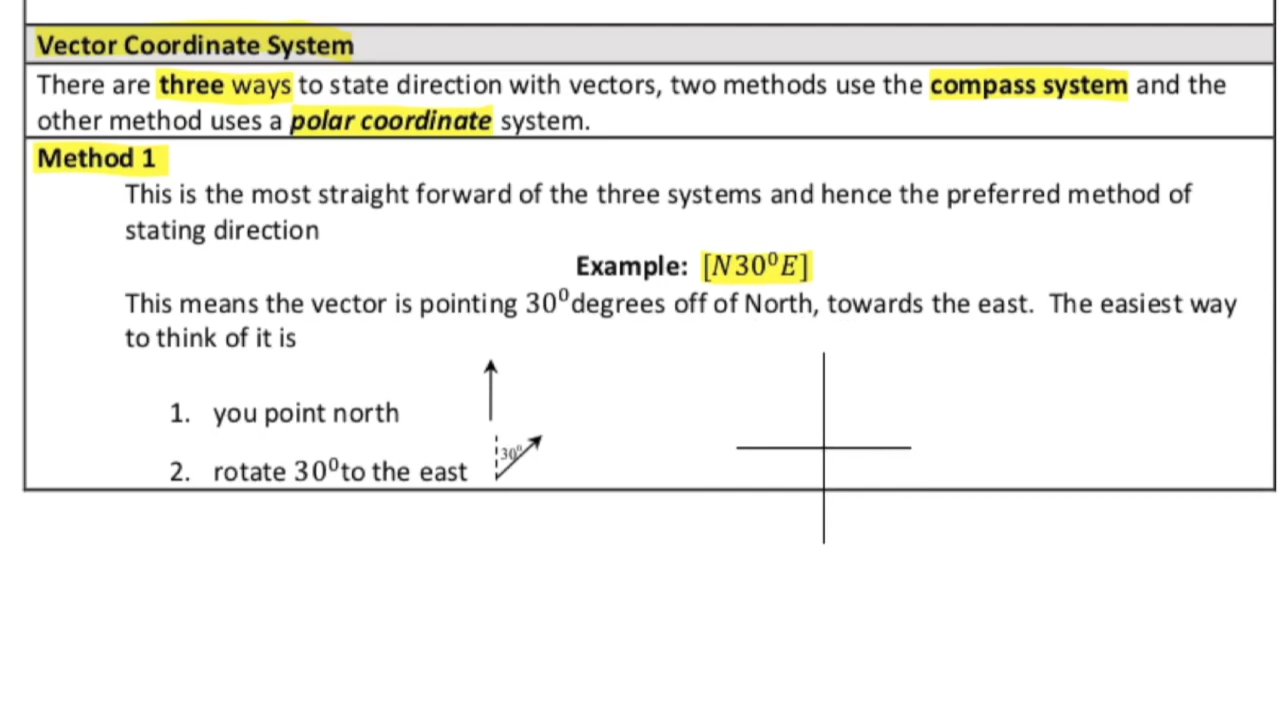 Vector Coordinate System
There are three ways to state direction with vectors, two methods use the compass system and the
other method uses a polar coordinate system.
Method 1
This is the most straight forward of the three systems and hence the preferred method of
stating direction
Example: [N30⁰E]
This means the vector is pointing 30⁰degrees off of North, towards the east. The easiest way
to think of it is
1. you point north
2. rotate 30⁰to the east
30⁰